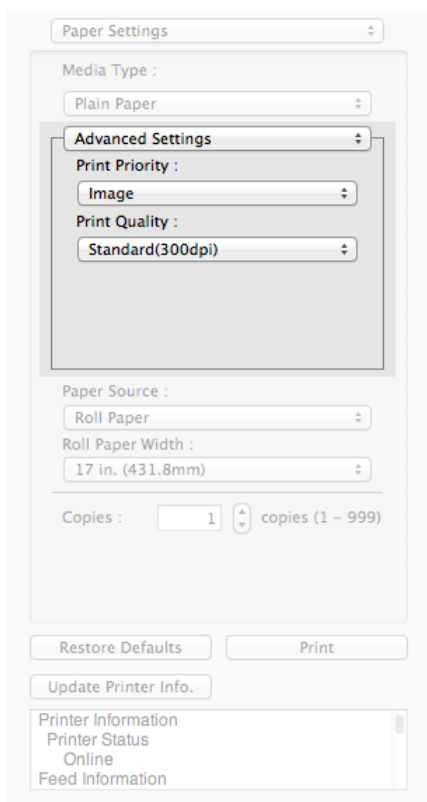 Paper Settings
Media Type :
Plain Paper
Advanced Settings
Print Priority :
Image
Print Quality :
Standard(300dpi)
Paper Source :
Roll Paper
Roll Paper Width :
17 in. (431.8mm)
Copies : 1 copies (1 – 999)
Restore Defaults Print
Update Printer Info.
Printer Information
Printer Status
Online
Feed Information